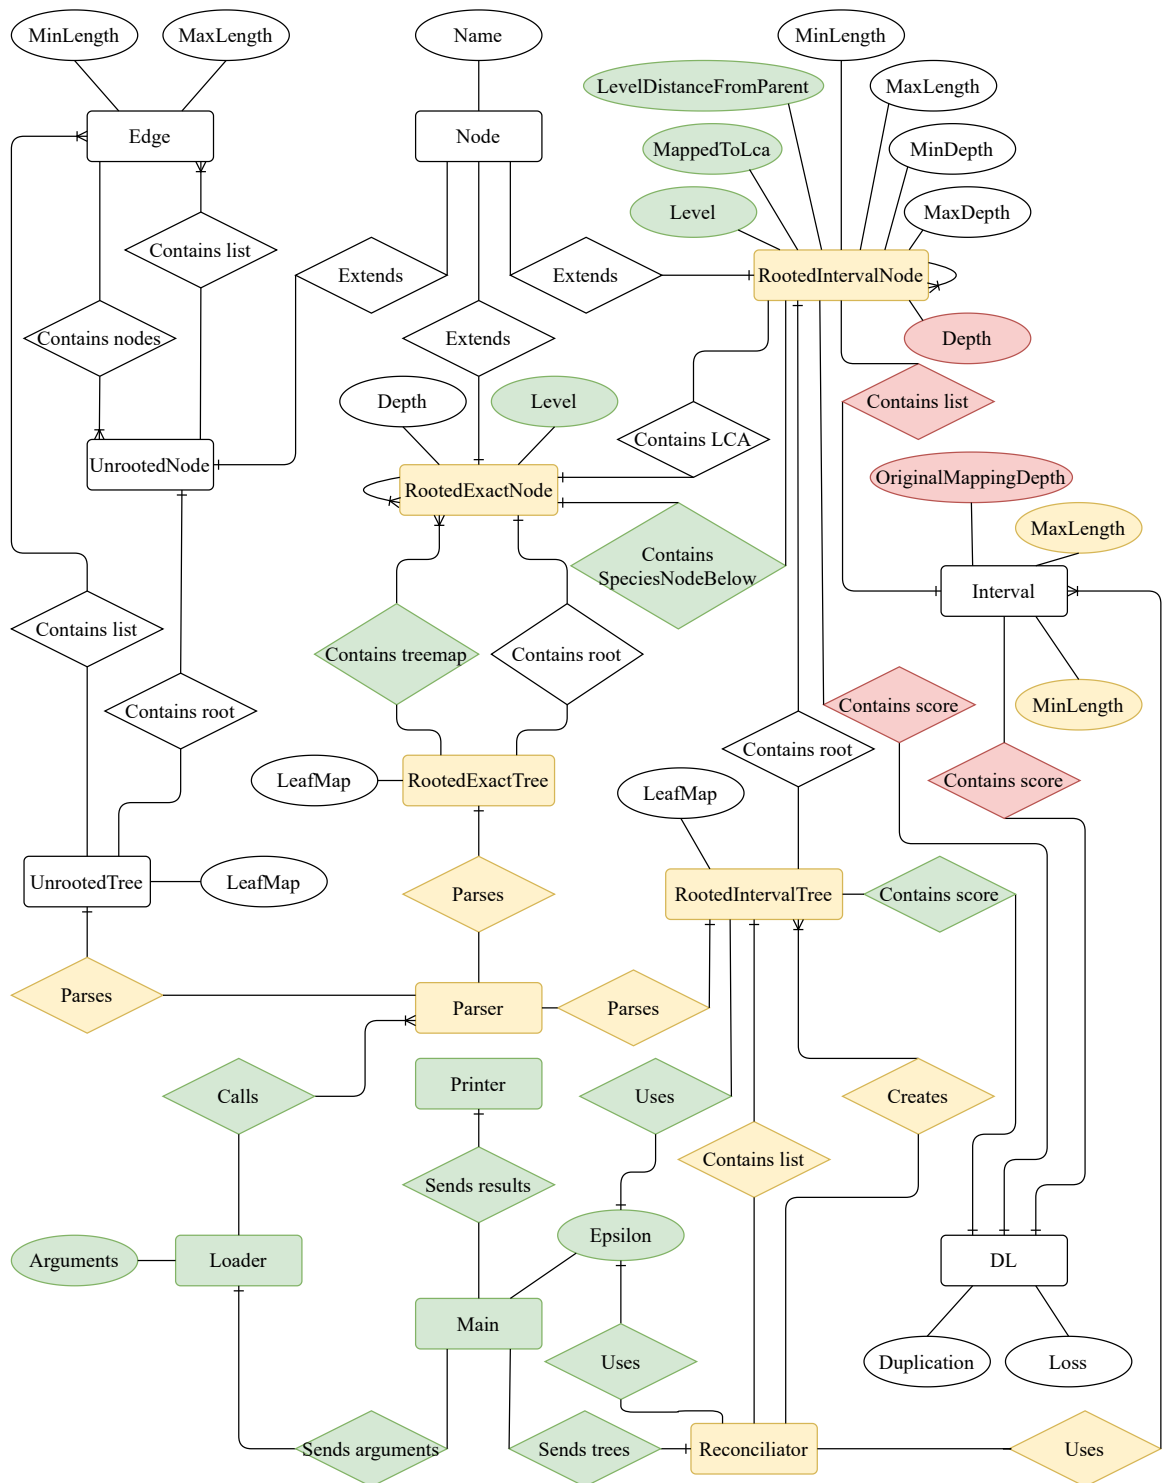 MinLength
MaxLength
Name
MinLength
LevelDistanceFromParent
MaxLength
Edge
Node
MappedToLca
MinDepth
Level
MaxDepth
Contains list
Extends
Extends
RootedIntervalNode
Contains nodes
Extends
Depth
Depth
Level
Contains list
Contains LCA
UnrootedNode
RootedExactNode
OriginalMappingDepth
MaxLength
Contains
SpeciesNodeBelow
Interval
Contains list
Contains treemap
Contains root
Contains root
Contains score
MinLength
Contains root
LeafMap
RootedExactTree
LeafMap
Contains score
UnrootedTree
LeafMap
Parses
RootedIntervalTree
Contains score
Parses
Parser
Parses
Calls
Printer
Uses
Creates
Sends results
Contains list
Arguments
Loader
Epsilon
DL
Main
Uses
Duplication
Loss
Sends arguments
Sends trees
Reconciliator
Uses